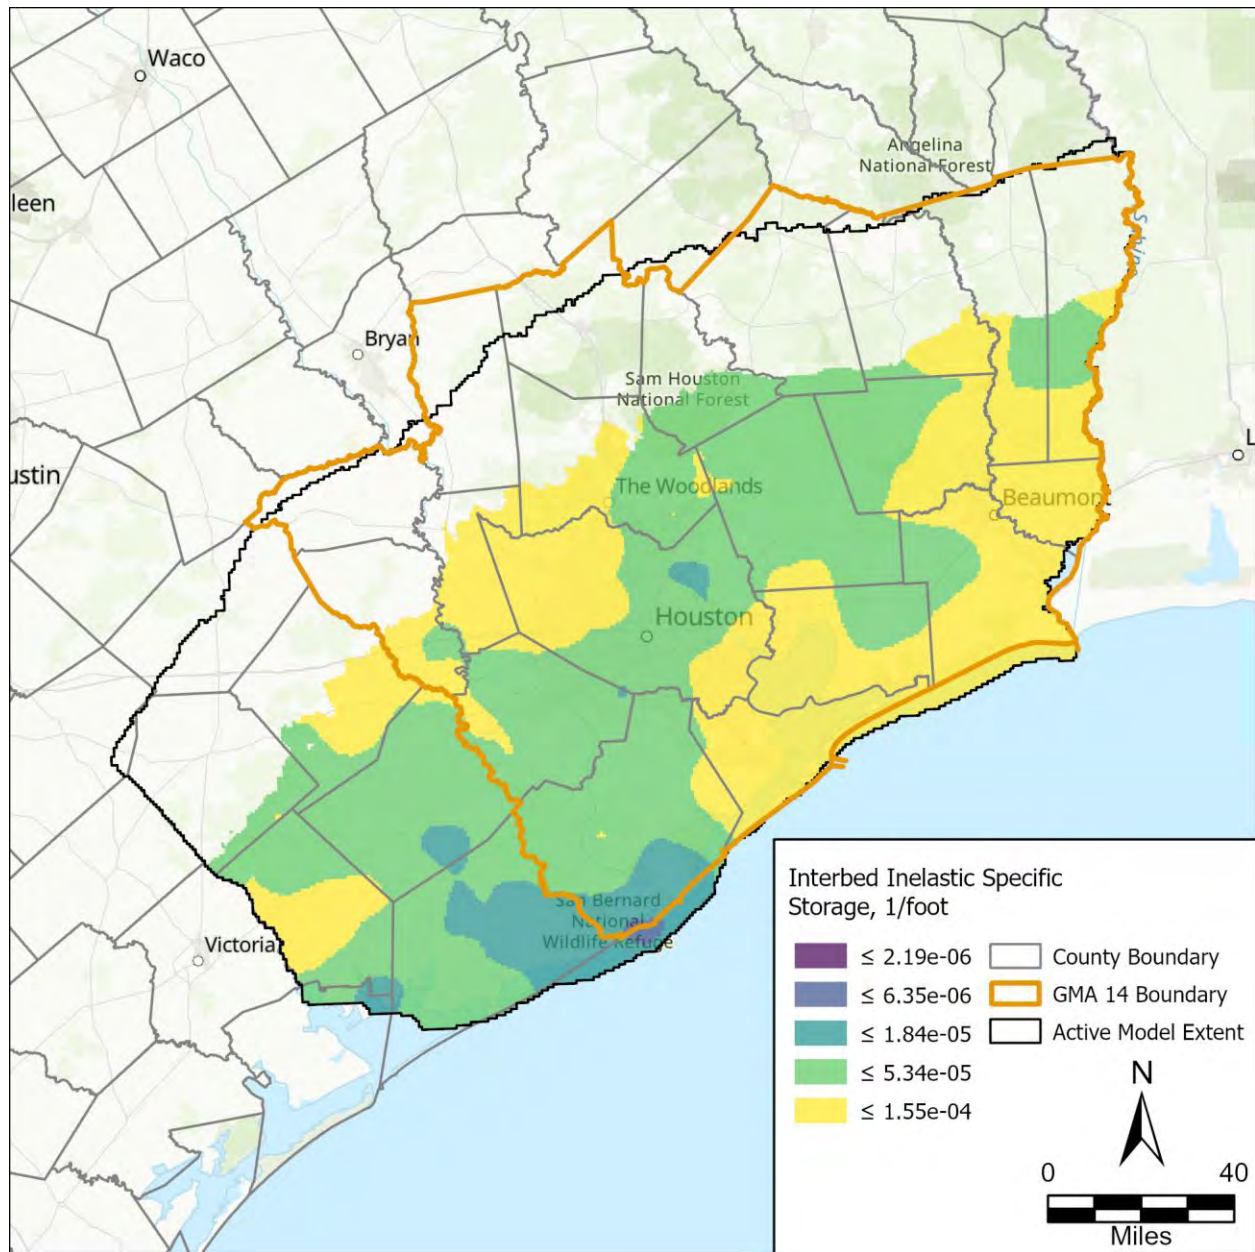 Waco
Angelina
National Forest
leen
Sabine
Bryan
Sam Houston
National Forest
ustin
L
The Woodlands
Beaumon
Houston
San Bernard
National
Wildlife Refuge
Victoria
Interbed Inelastic Specific
Storage, 1/foot
≤ 2.19e-06
County Boundary
≤ 6.35e-06
GMA 14 Boundary
≤ 1.84e-05
Active Model Extent
≤ 5.34e-05
≤ 1.55e-04
N
0 40
Miles